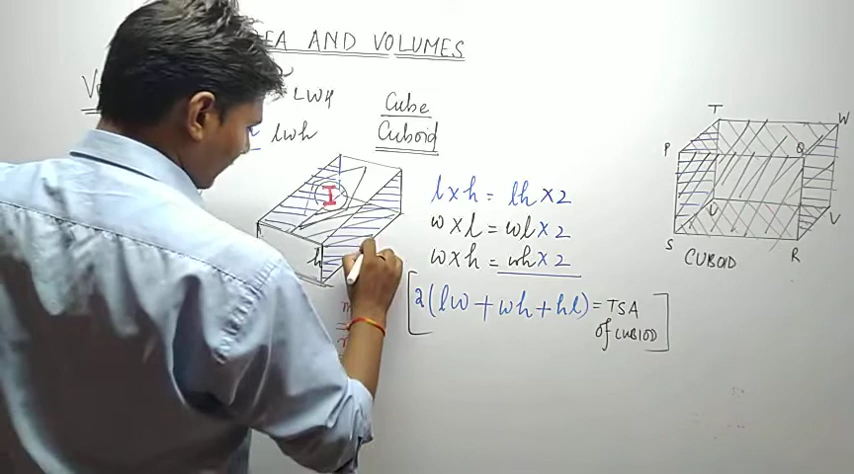 AND VOLUMES
LWH
lwh
Cube
Cuboid
I
h
l x h = lh x 2
w x l = wl x 2
w x h = wh x 2
2(lw + wh + hl) = TSA
of CUBIOD
T
W
P
Q
U
V
S
R
CUBOID